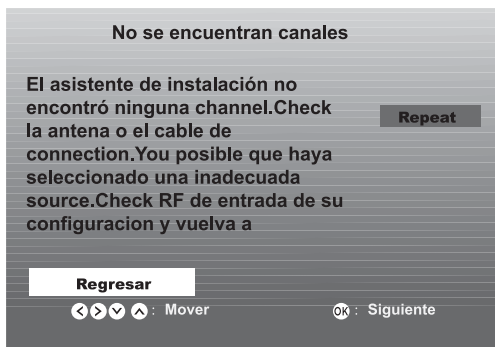 No se encuentran canales
El asistente de instalación no
encontró ninguna channel.Check
la antena o el cable de
connection.You posible que haya
seleccionado una inadecuada
source.Check RF de entrada de su
configuracion y vuelva a
Repeat
Regresar
: Mover
OK : Siguiente